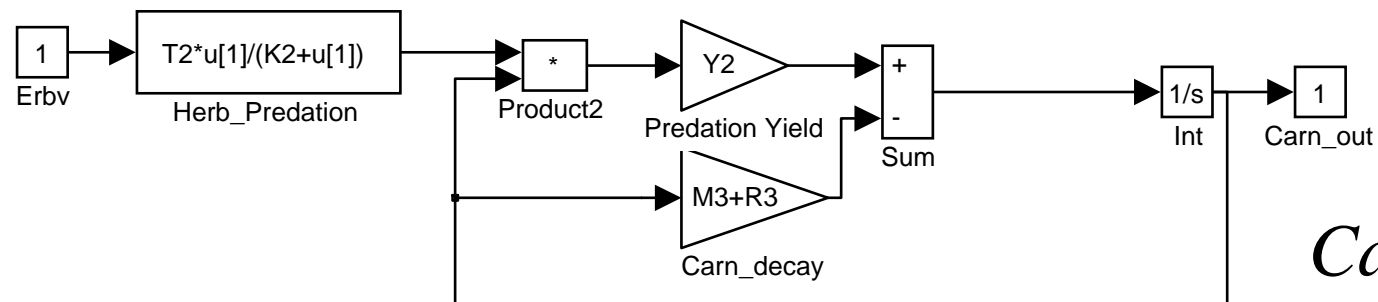 1
Erbv
T2*u[1]/(K2+u[1])
Herb_Predation
*
Product2
Y2
Predation Yield
M3+R3
Carn_decay
+
-
Sum
1/s
Int
1
Carn_out
Ca